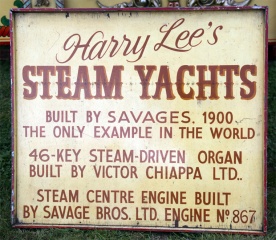 Harry Lee's
STEAM YACHTS
BUILT BY SAVAGES. 1900
THE ONLY EXAMPLE IN THE WORLD
46-KEY STEAM-DRIVEN ORGAN
BUILT BY VICTOR CHIAPPA LTD..
STEAM CENTRE ENGINE BUILT
BY SAVAGE BROS. LTD. ENGINE Nº 867